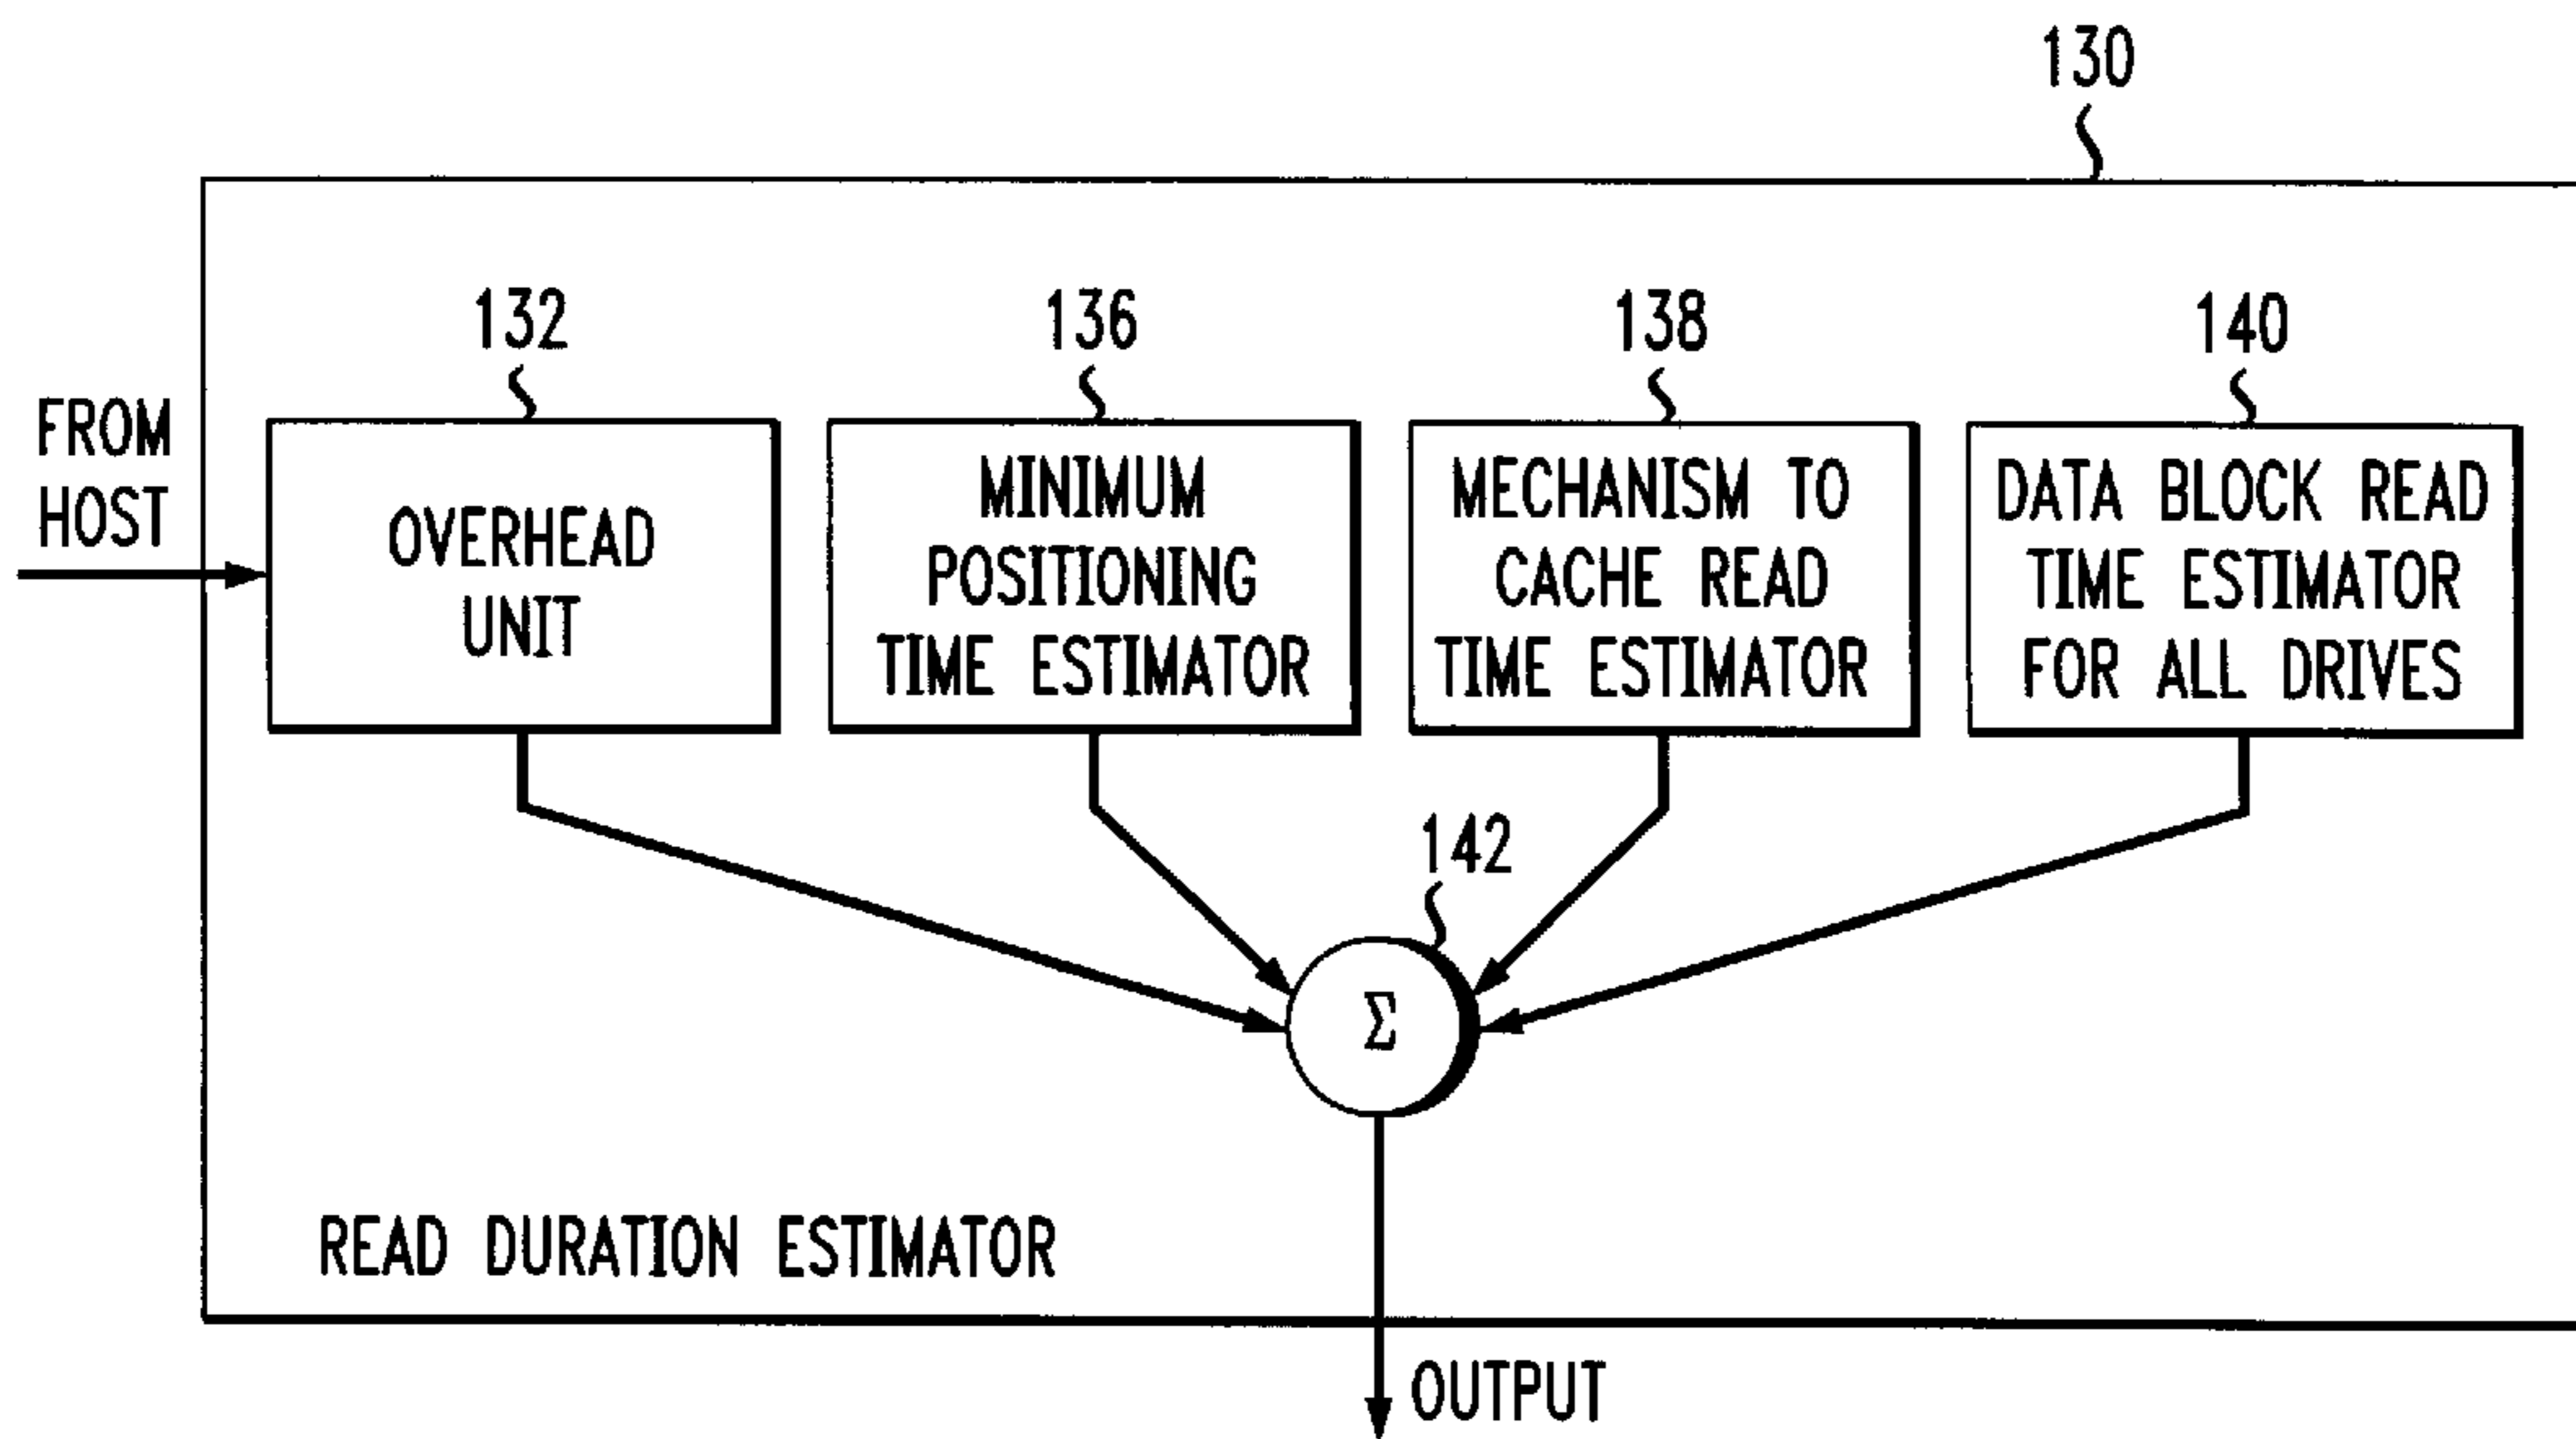 130
132
136
138
140
FROM
HOST
OVERHEAD
UNIT
MINIMUM
POSITIONING
TIME ESTIMATOR
MECHANISM TO
CACHE READ
TIME ESTIMATOR
DATA BLOCK READ
TIME ESTIMATOR
FOR ALL DRIVES
142
Σ
READ DURATION ESTIMATOR
OUTPUT